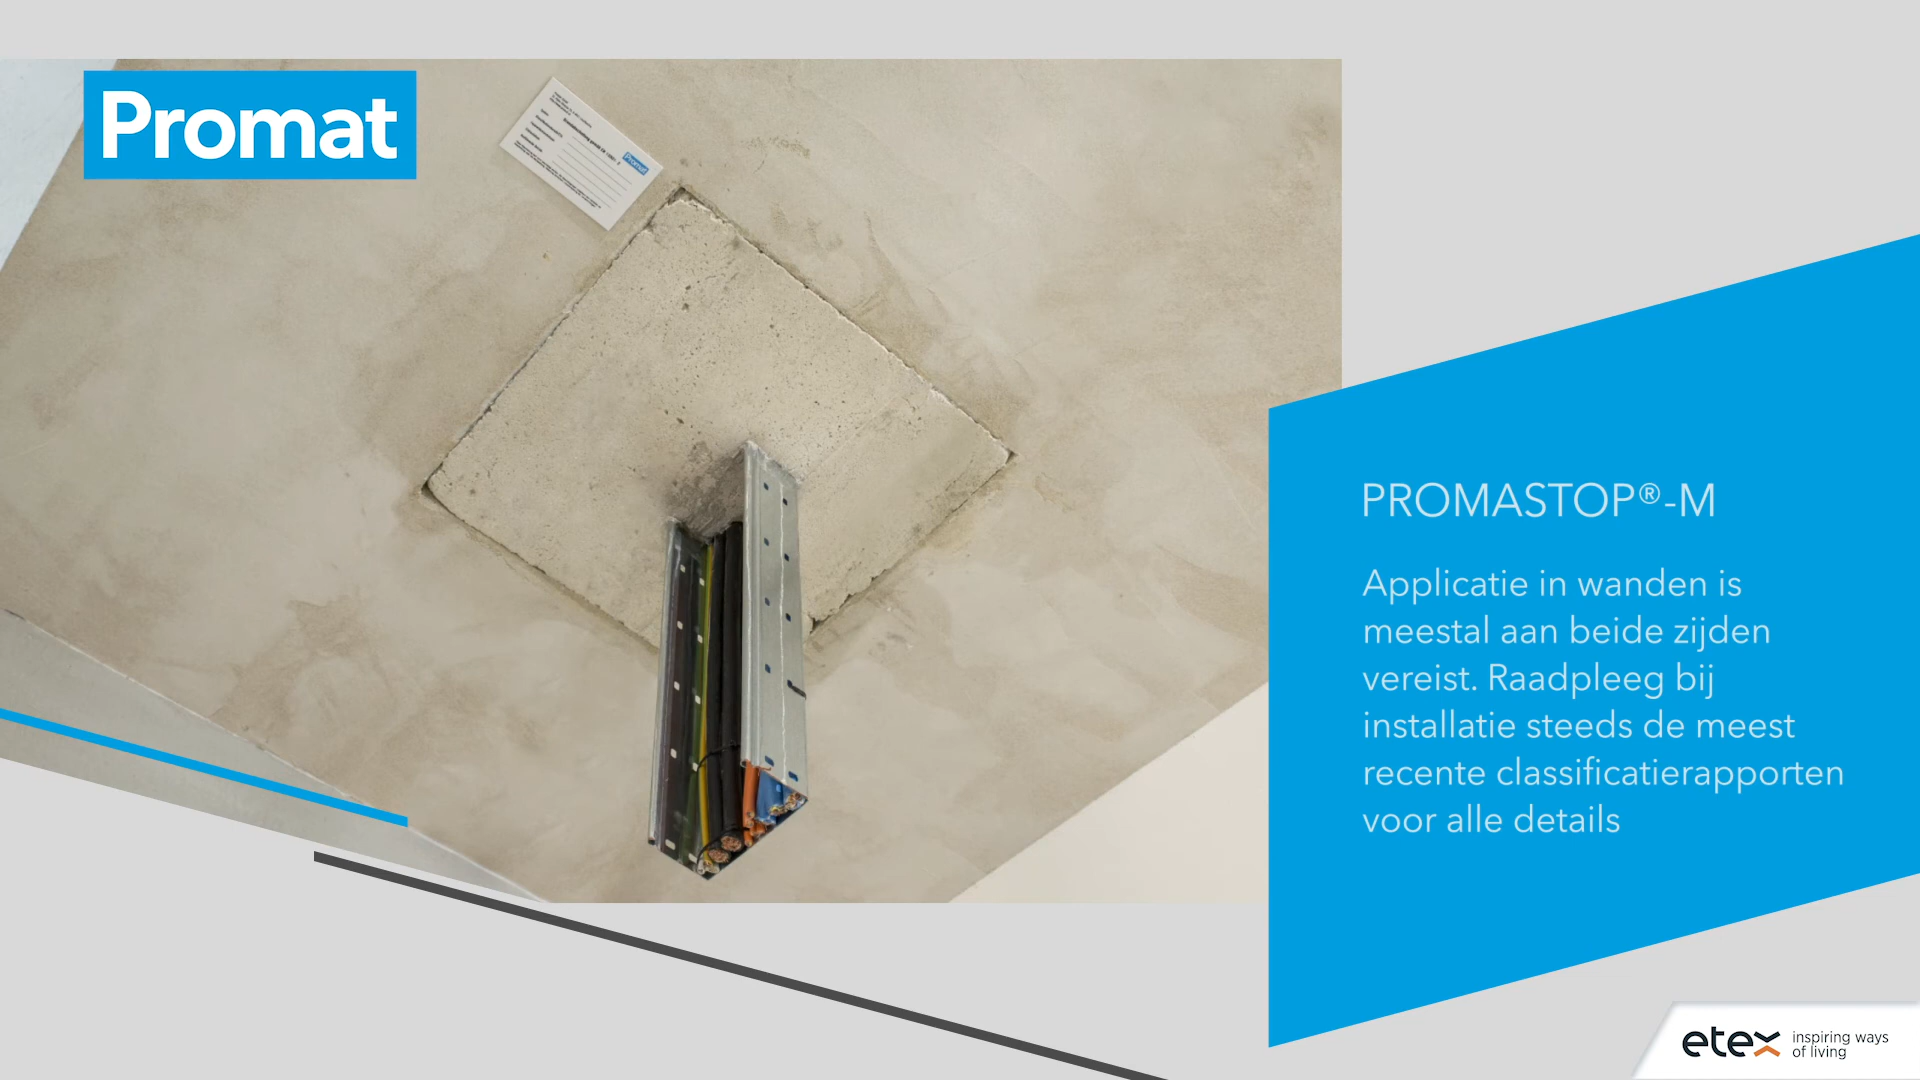 Promat
Promat
PROMASTOP®-M
Applicatie in wanden is
meestal aan beide zijden
vereist. Raadpleeg bij
installatie steeds de meest
recente classificatierapporten
voor alle details
etex
inspiring ways
of living